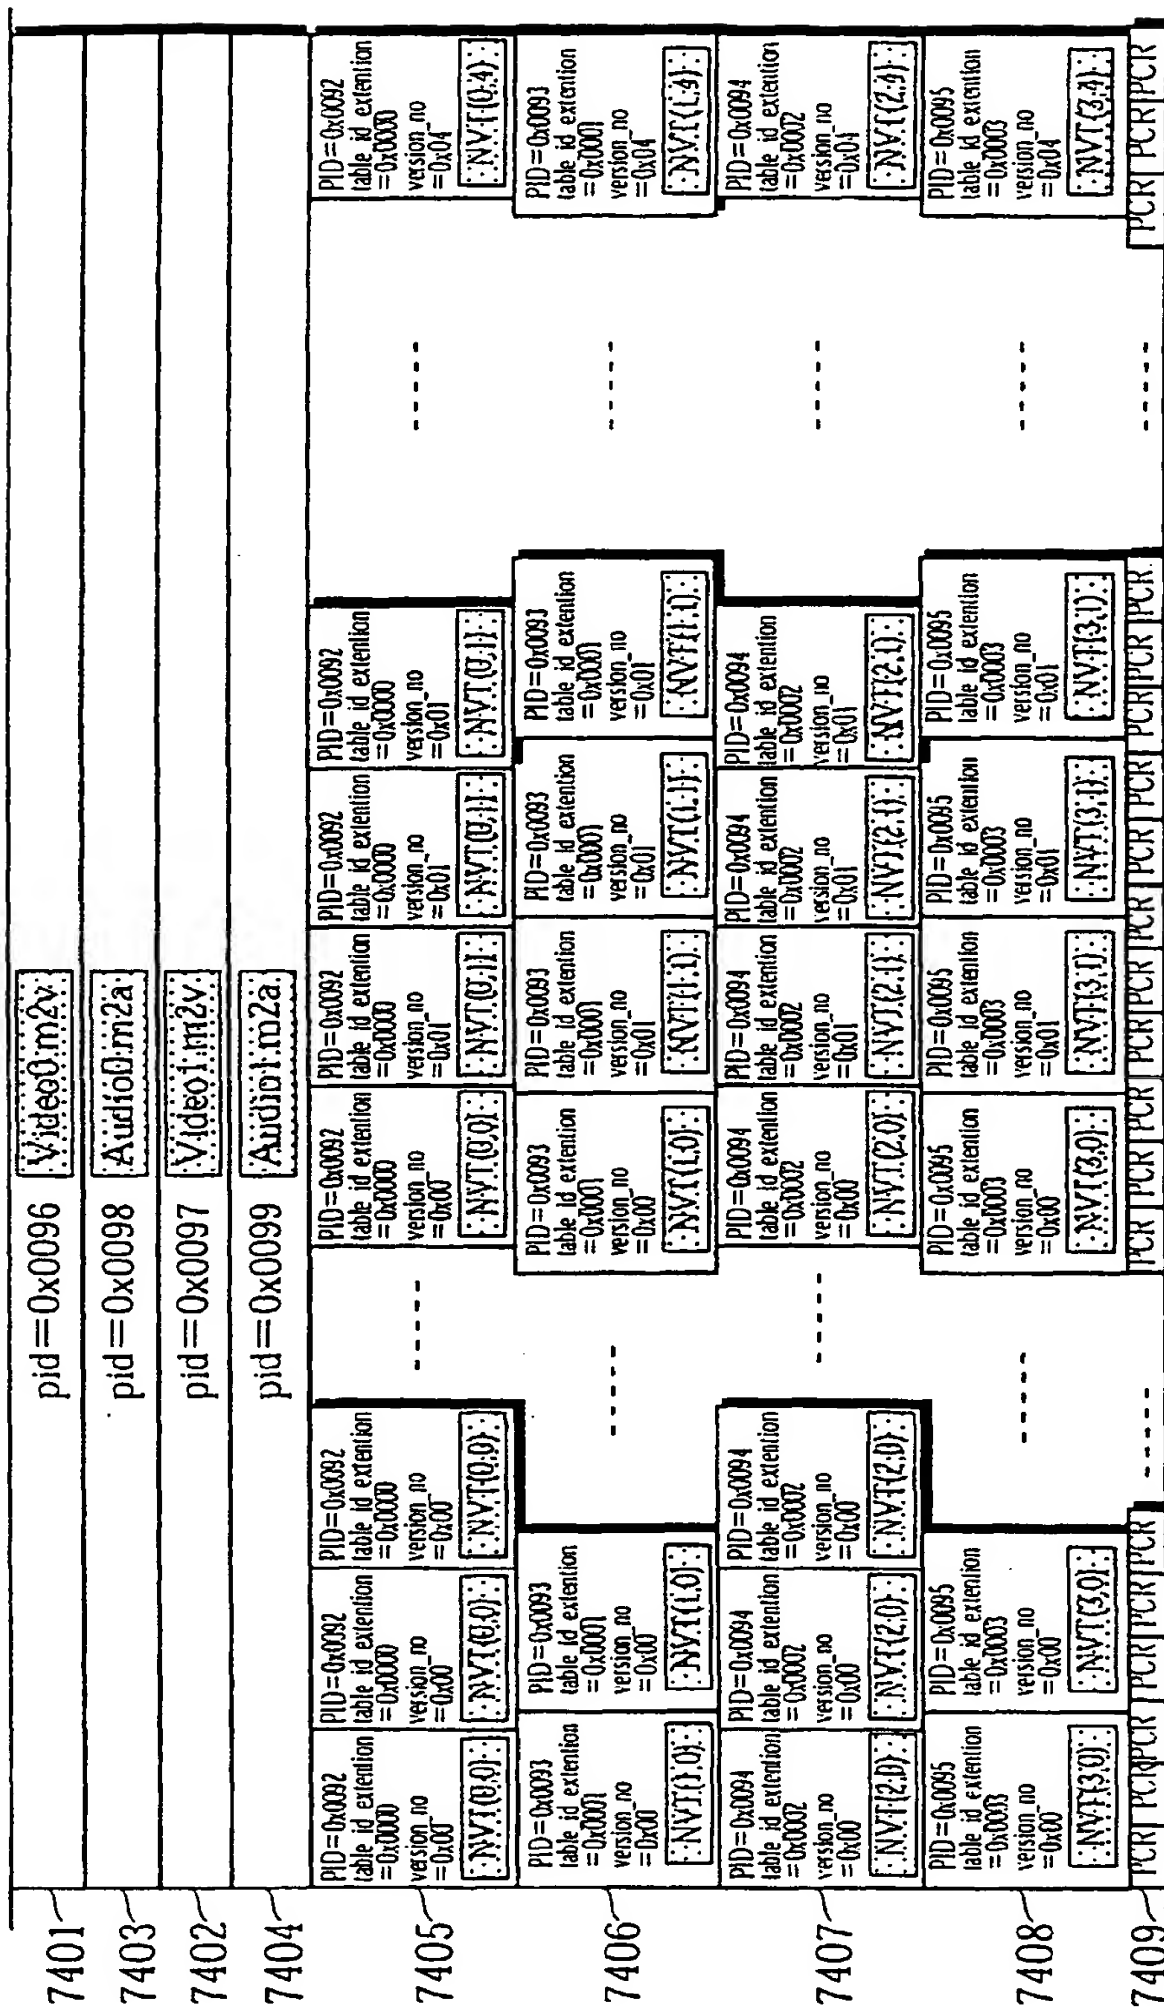 7401
pid=0x0096 Video0.m2v
7403
pid=0x0098 Audio0.m2a
7402
pid=0x0097 Video1.m2v
7404
pid=0x0099 Audio1.m2a
7405
PID=0x0092
table_id_extention
=0x0000
version_no
=0x00
NVT(0,0)
PID=0x0092
table_id_extention
=0x0000
version_no
=0x00
NVT(0,0)
PID=0x0092
table_id_extention
=0x0000
version_no
=0x00
NVT(0,0)
-----
PID=0x0092
table_id_extention
=0x0000
version_no
=0x00
NVT(0,0)
PID=0x0092
table_id_extention
=0x0000
version_no
=0x01
NVT(0,1)
PID=0x0092
table_id_extention
=0x0000
version_no
=0x01
NVT(0,1)
PID=0x0092
table_id_extention
=0x0000
version_no
=0x01
NVT(0,1)
-----
PID=0x0092
table_id_extention
=0x0000
version_no
=0x04
NVT(0,4)
7406
PID=0x0093
table_id_extention
=0x0001
version_no
=0x00
NVT(1,0)
PID=0x0093
table_id_extention
=0x0001
version_no
=0x00
NVT(1,0)
-----
PID=0x0093
table_id_extention
=0x0001
version_no
=0x00
NVT(1,0)
PID=0x0093
table_id_extention
=0x0001
version_no
=0x01
NVT(1,1)
PID=0x0093
table_id_extention
=0x0001
version_no
=0x01
NVT(1,1)
PID=0x0093
table_id_extention
=0x0001
version_no
=0x01
NVT(1,1)
-----
PID=0x0093
table_id_extention
=0x0001
version_no
=0x04
NVT(1,4)
7407
PID=0x0094
table_id_extention
=0x0002
version_no
=0x00
NVT(2,0)
PID=0x0094
table_id_extention
=0x0002
version_no
=0x00
NVT(2,0)
PID=0x0094
table_id_extention
=0x0002
version_no
=0x00
NVT(2,0)
-----
PID=0x0094
table_id_extention
=0x0002
version_no
=0x00
NVT(2,0)
PID=0x0094
table_id_extention
=0x0002
version_no
=0x01
NVT(2,1)
PID=0x0094
table_id_extention
=0x0002
version_no
=0x01
NVT(2,1)
PID=0x0094
table_id_extention
=0x0002
version_no
=0x01
NVT(2,1)
-----
PID=0x0094
table_id_extention
=0x0002
version_no
=0x04
NVT(2,4)
7408
PID=0x0095
table_id_extention
=0x0003
version_no
=0x00
NVT(3,0)
PID=0x0095
table_id_extention
=0x0003
version_no
=0x00
NVT(3,0)
-----
PID=0x0095
table_id_extention
=0x0003
version_no
=0x00
NVT(3,0)
PID=0x0095
table_id_extention
=0x0003
version_no
=0x01
NVT(3,1)
PID=0x0095
table_id_extention
=0x0003
version_no
=0x01
NVT(3,1)
PID=0x0095
table_id_extention
=0x0003
version_no
=0x01
NVT(3,1)
-----
PID=0x0095
table_id_extention
=0x0003
version_no
=0x04
NVT(3,4)
7409
PCR PCR PCR PCR PCR ----- PCR PCR PCR PCR PCR PCR PCR PCR PCR PCR PCR ----- PCR PCR PCR